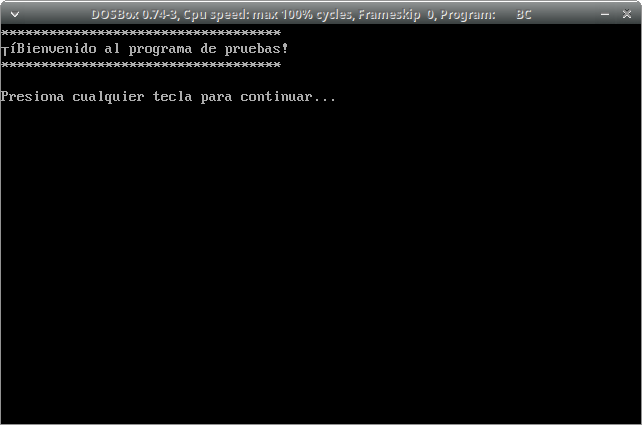 DOSBox 0.74-3, Cpu speed: max 100% cycles, Frameskip 0, Program: BC
***********************************
┬íBienvenido al programa de pruebas!
***********************************
Presiona cualquier tecla para continuar...